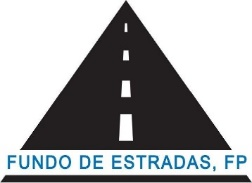 FUNDO DE ESTRADAS, FP